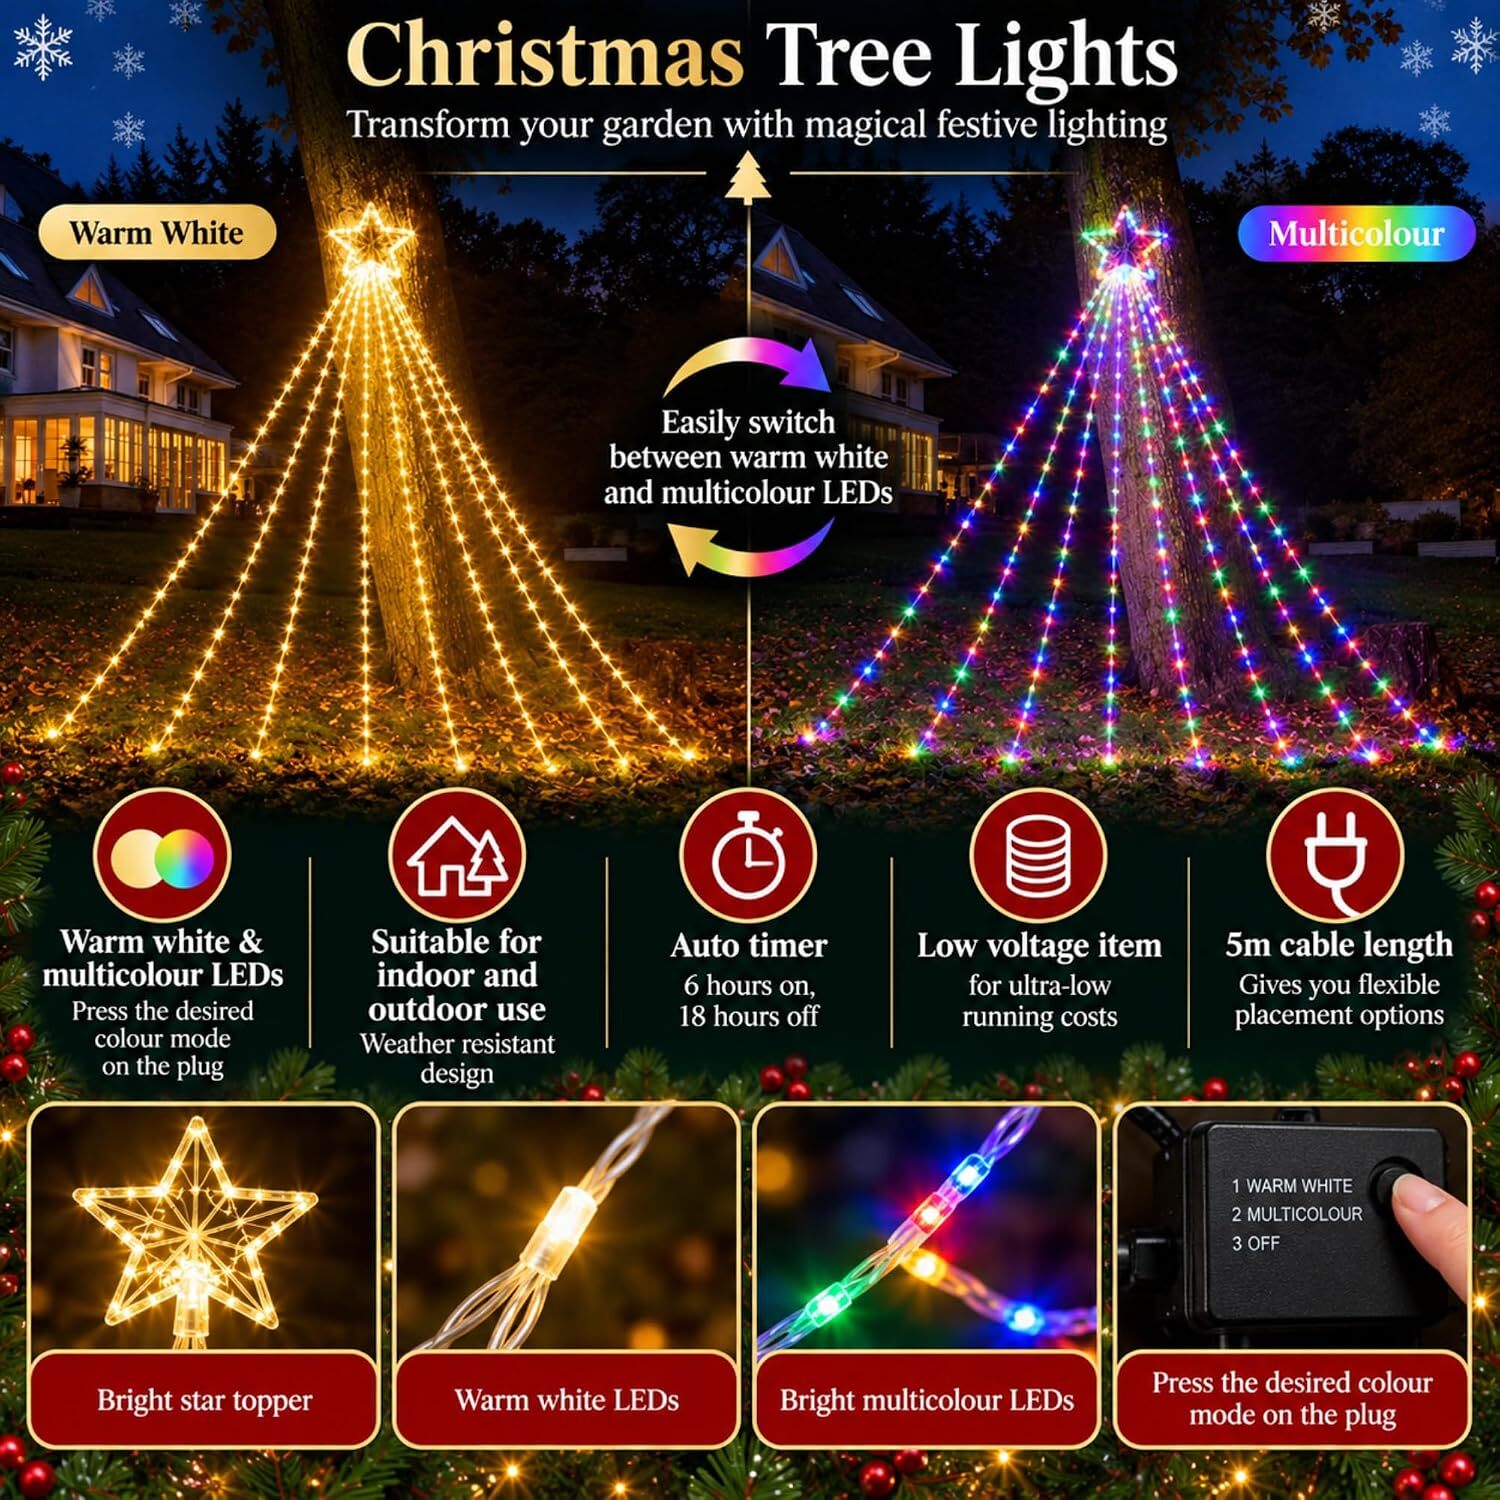 Christmas Tree Lights
Transform your garden with magical festive lighting
Warm White
Multicolour
Easily switch
between warm white
and multicolour LEDs
Warm white &
multicolour LEDs
Press the desired
colour mode
on the plug
Suitable for
indoor and
outdoor use
Weather resistant
design
Auto timer
6 hours on,
18 hours off
Low voltage item
for ultra-low
running costs
5m cable length
Gives you flexible
placement options
1 WARM WHITE
2 MULTICOLOUR
3 OFF
Bright star topper
Warm white LEDs
Bright multicolour LEDs
Press the desired colour
mode on the plug